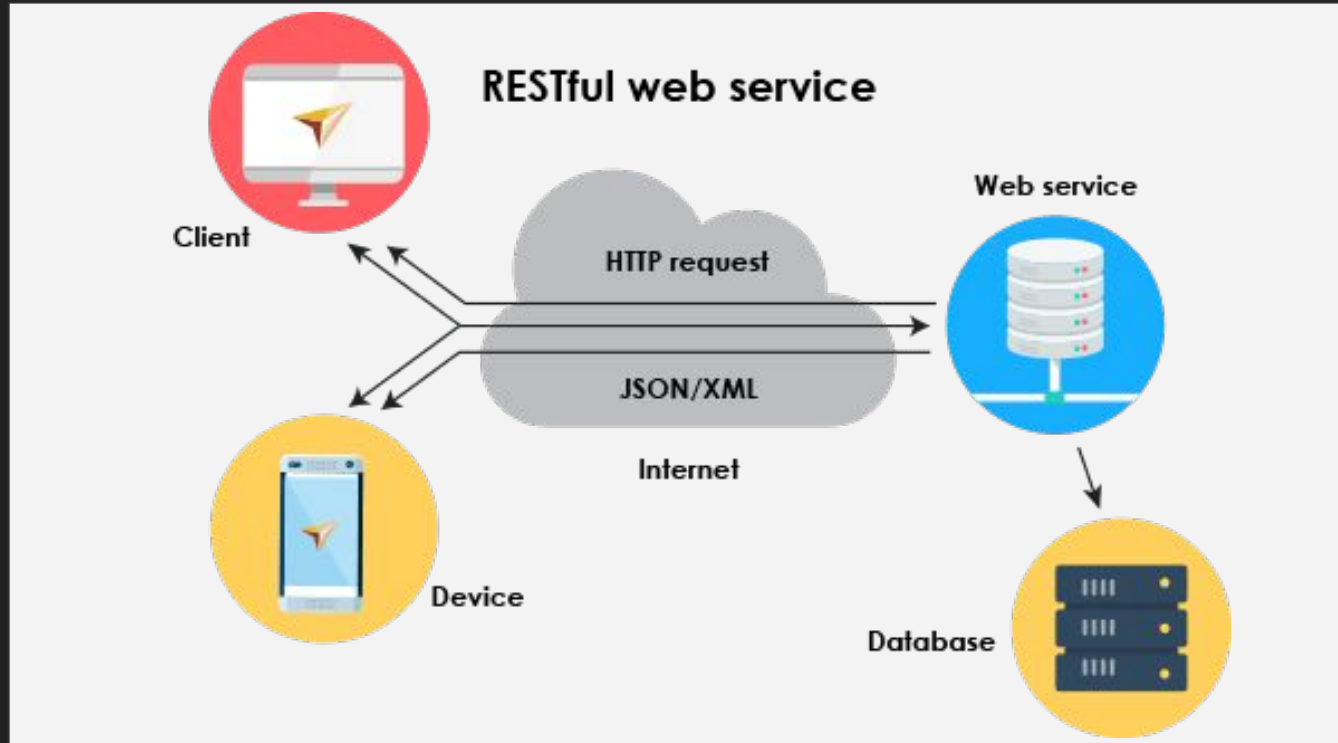 RESTful web service
Web service
Client
HTTP request
JSON/XML
Internet
Device
Database